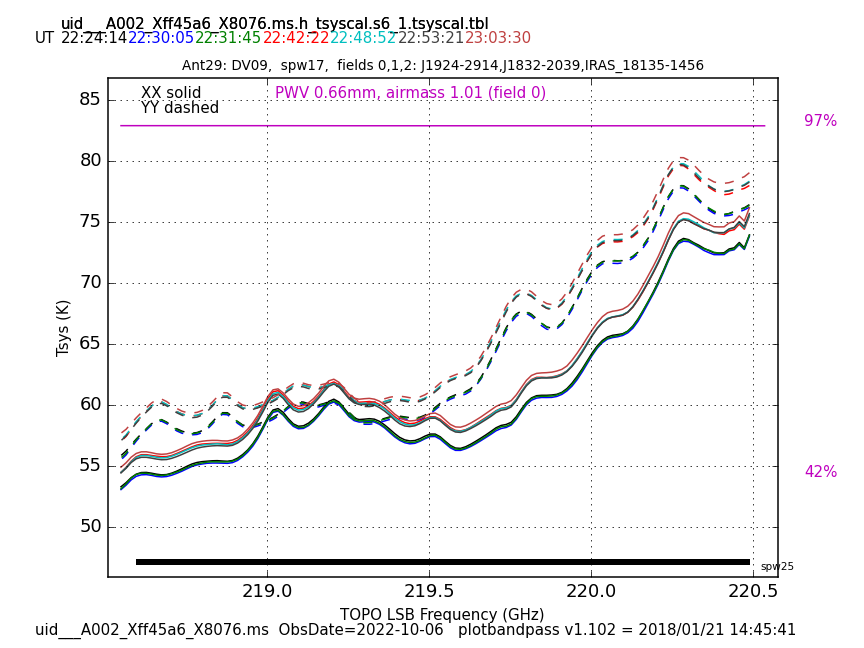 uid___A002_Xff45a6_X8076.ms.h_tsyscal.s6_1.tsyscal.tbl
UT 22:24:14 22:30:05 22:31:45 22:42:22 22:48:52 22:53:21 23:03:30
Ant29: DV09,  spw17,  fields 0,1,2: J1924-2914,J1832-2039,IRAS_18135-1456
XX solid
PWV 0.66mm, airmass 1.01 (field 0)
YY dashed
85
80
75
70
65
60
55
50
Tsys (K)
97%
42%
spw25
219.0
219.5
220.0
220.5
TOPO LSB Frequency (GHz)
uid___A002_Xff45a6_X8076.ms  ObsDate=2022-10-06   plotbandpass v1.102 = 2018/01/21 14:45:41